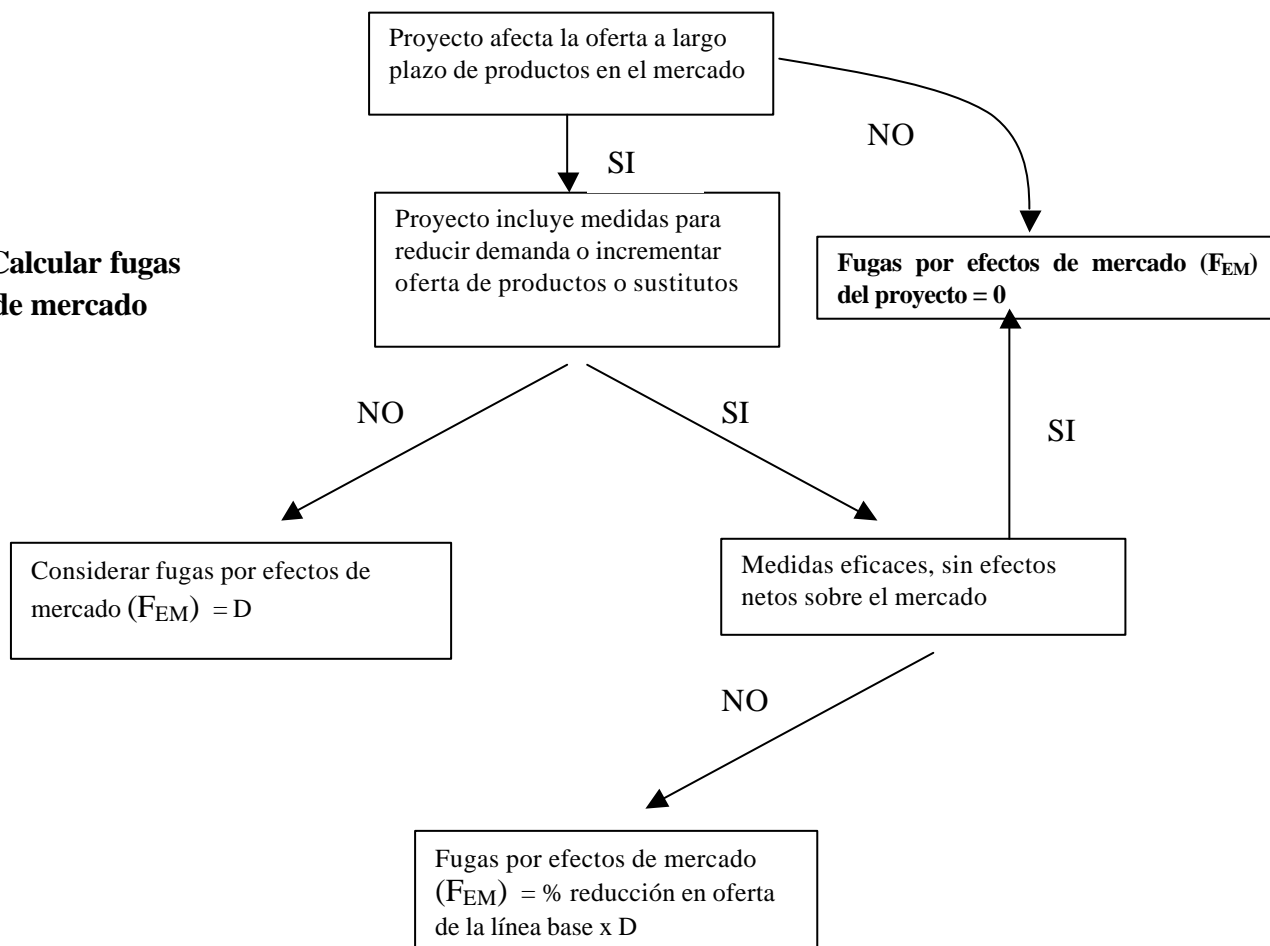 Proyecto afecta la oferta a largo
plazo de productos en el mercado
NO
SI
Proyecto incluye medidas para
reducir demanda o incrementar
oferta de productos o sustitutos
Calcular fugas
de mercado
Fugas por efectos de mercado (FEM)
del proyecto = 0
NO
SI
SI
Considerar fugas por efectos de
mercado (FEM) = D
Medidas eficaces, sin efectos
netos sobre el mercado
NO
Fugas por efectos de mercado
(FEM) = % reducción en oferta
de la línea base x D